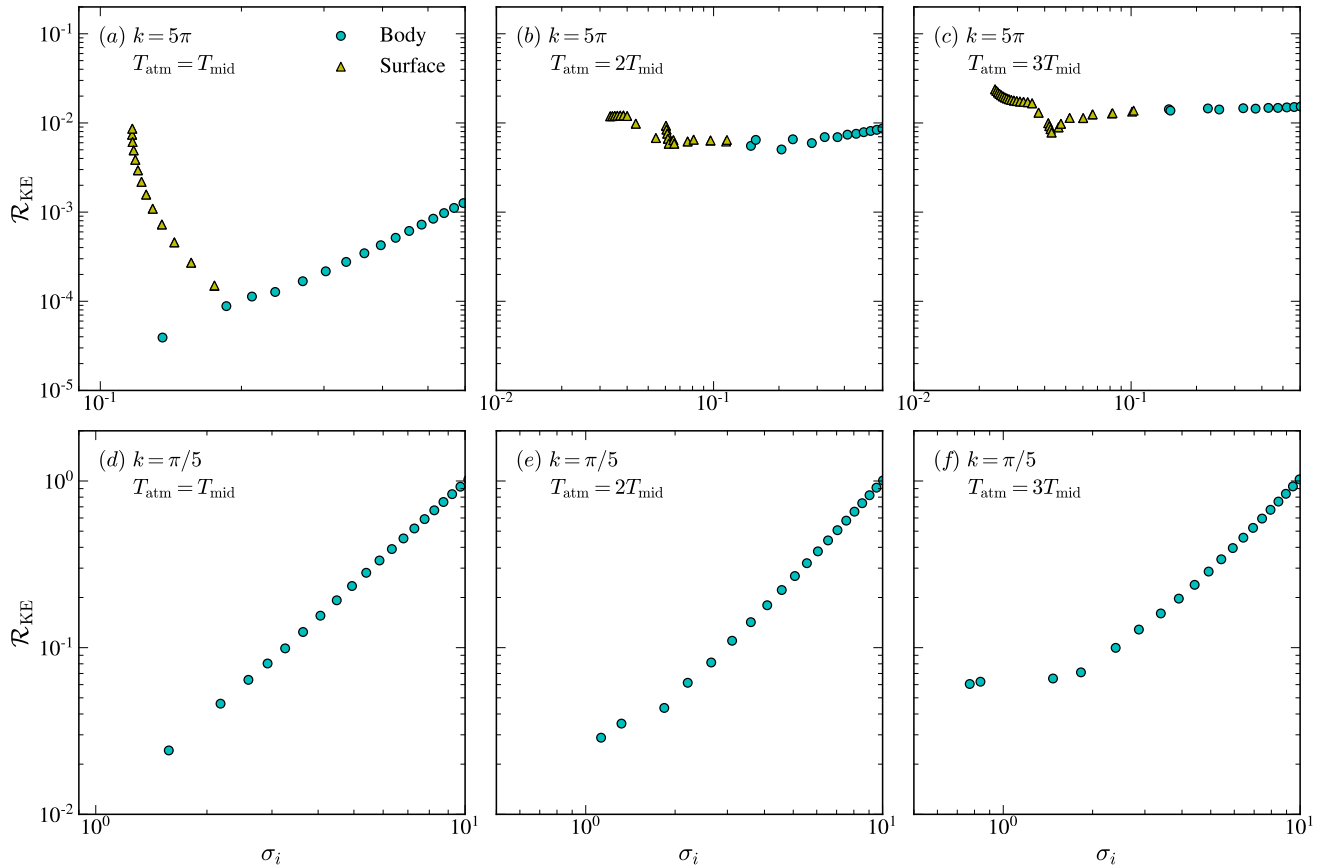 (a) k = 5π
T_atm = T_mid
Body
Surface
(b) k = 5π
T_atm = 2T_mid
(c) k = 5π
T_atm = 3T_mid
10^-1
10^-2
10^-3
10^-4
10^-5
R_KE
10^-1
10^-2
10^-1
10^-2
10^-1
(d) k = π/5
T_atm = T_mid
(e) k = π/5
T_atm = 2T_mid
(f) k = π/5
T_atm = 3T_mid
10^0
10^-1
10^-2
R_KE
10^0
10^1
10^0
10^1
10^0
10^1
σ_i
σ_i
σ_i